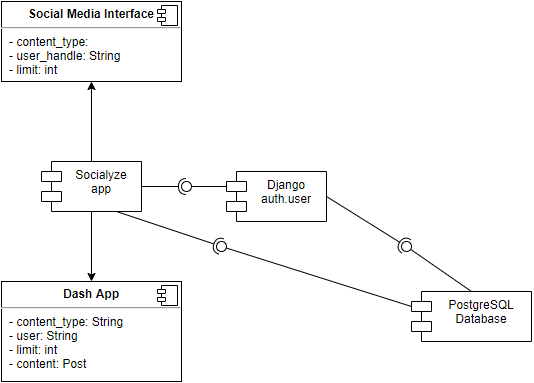 Social Media Interface
- content_type:
- user_handle: String
- limit: int
Socialyze
app
Django
auth.user
Dash App
- content_type: String
- user: String
- limit: int
- content: Post
PostgreSQL
Database